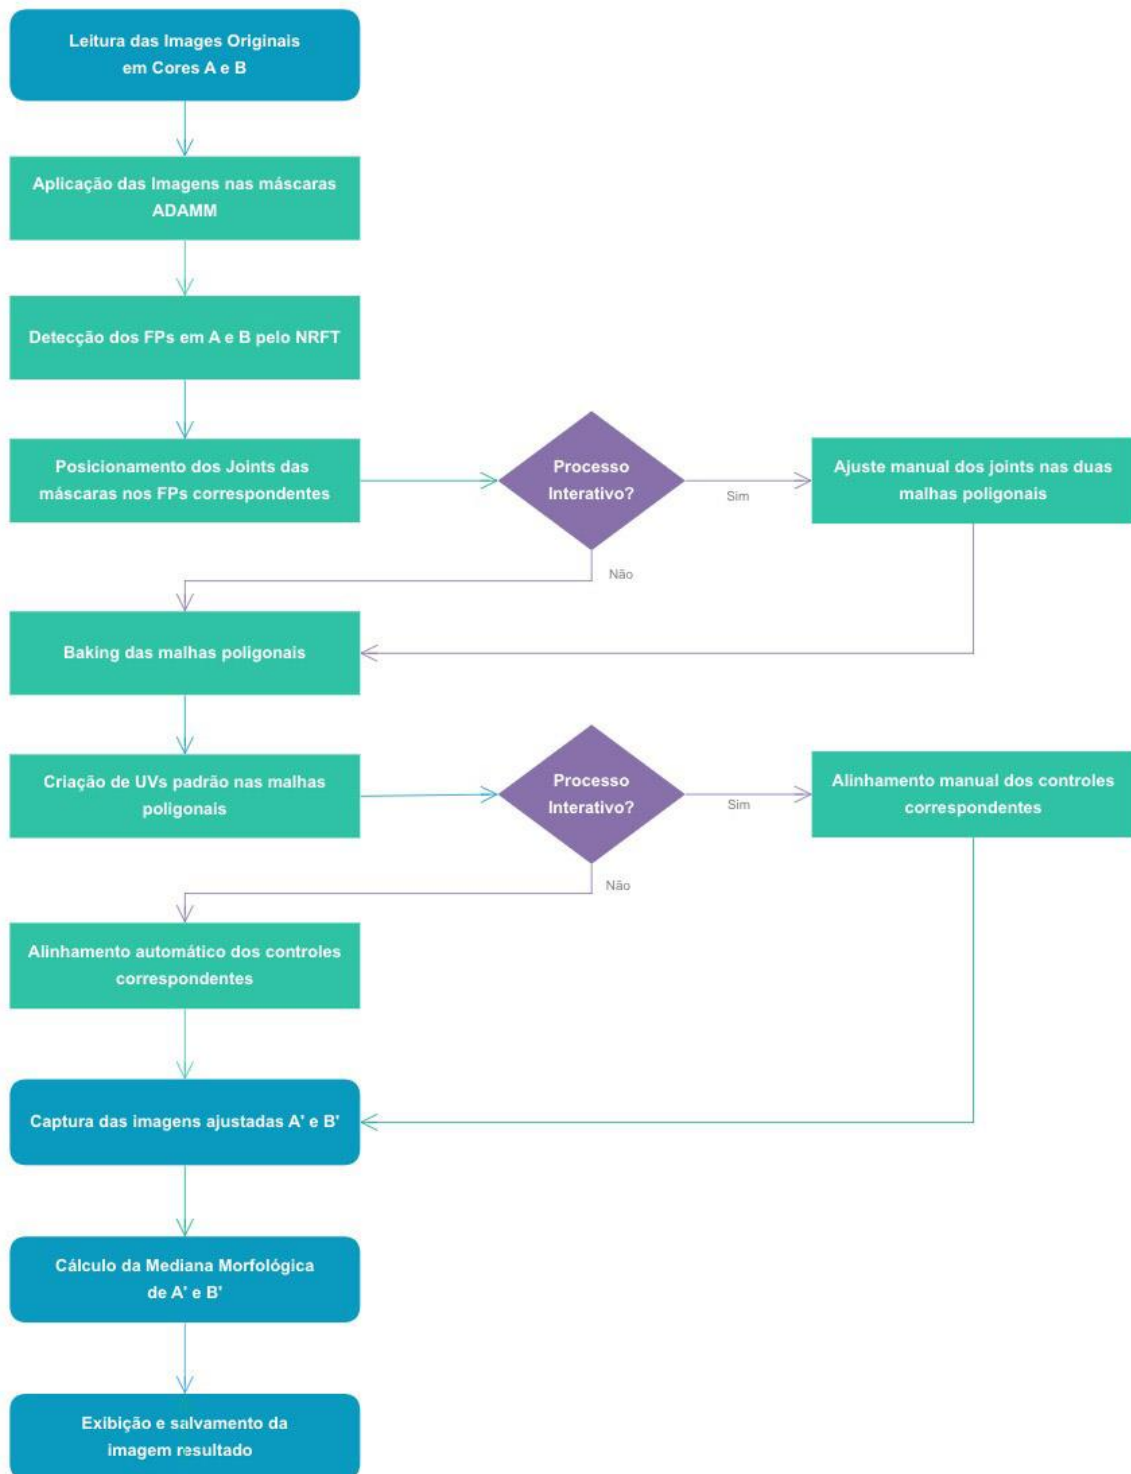 Leitura das Images Originais
em Cores A e B
Aplicação das Imagens nas máscaras
ADAMM
Detecção dos FPs em A e B pelo NRFT
Posicionamento dos Joints das
máscaras nos FPs correspondentes
Processo
Interativo?
Sim
Ajuste manual dos joints nas duas
malhas poligonais
Não
Baking das malhas poligonais
Criação de UVs padrão nas malhas
poligonais
Processo
Interativo?
Sim
Alinhamento manual dos controles
correspondentes
Não
Alinhamento automático dos controles
correspondentes
Captura das imagens ajustadas A' e B'
Cálculo da Mediana Morfológica
de A' e B'
Exibição e salvamento da
imagem resultado